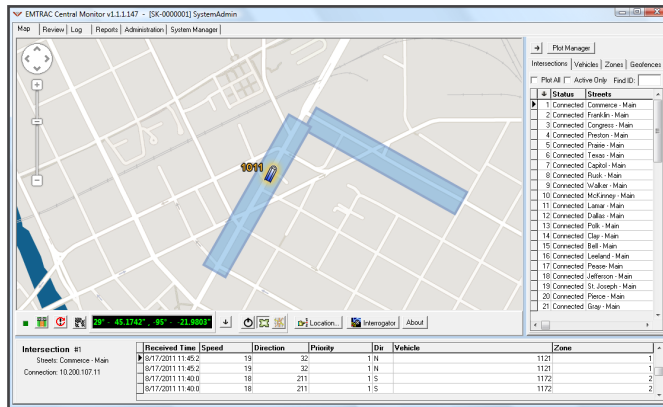 EMTRAC Central Monitor v1.1.1.147 - [SK-0000001] SystemAdmin
Map Review Log Reports Administration System Manager
Plot Manager
Intersections Vehicles Zones Geofences
Plot All Active Only Find ID:
Status Streets
1 Connected Commerce - Main
2 Connected Franklin - Main
3 Connected Congress - Main
4 Connected Preston - Main
5 Connected Prairie - Main
6 Connected Texas - Main
7 Connected Capitol - Main
8 Connected Rusk - Main
9 Connected Walker - Main
10 Connected McKinney - Main
11 Connected Lamar - Main
12 Connected Dallas - Main
13 Connected Polk - Main
14 Connected Clay - Main
15 Connected Bell - Main
16 Connected Leeland - Main
17 Connected Pease- Main
18 Connected Jefferson - Main
19 Connected St. Joseph - Main
20 Connected Pierce - Main
21 Connected Gray - Main
1011
29° - 45.1742", -95° - -21.9803"
Location... Interrogator About
Intersection #1
Streets: Commerce - Main
Connection: 10.200.107.11
Received Time Speed Direction Priority Dir Vehicle Zone
8/17/2011 11:45:2 19 32 1 N 1121 1
8/17/2011 11:45:2 19 32 1 N 1121 1
8/17/2011 11:40:0 18 211 1 S 1172 2
8/17/2011 11:40:0 18 211 1 S 1172 2